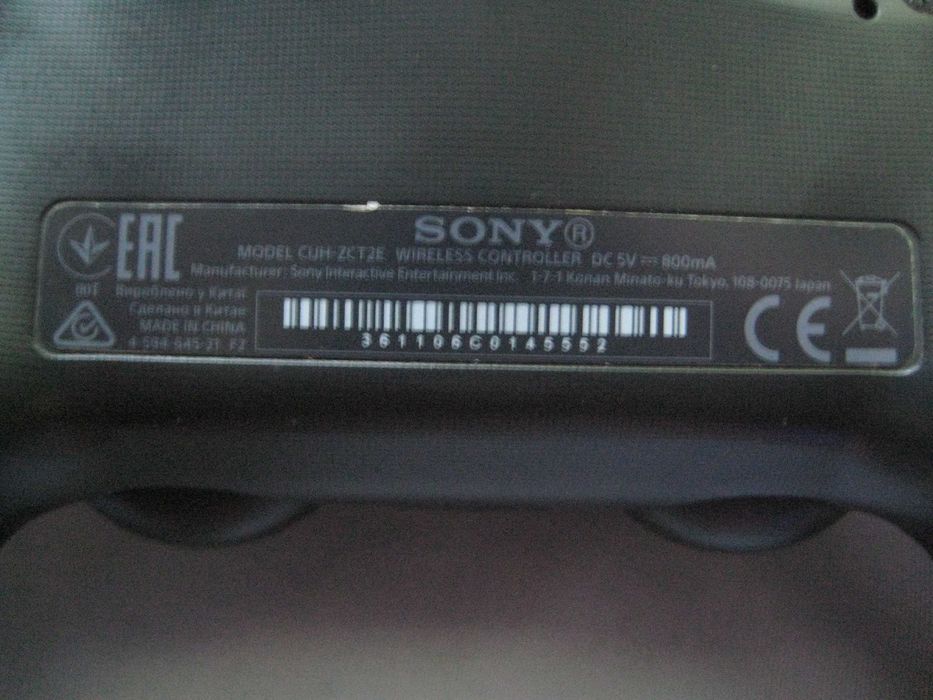 EAC
SONY®
MODEL CUH-ZCT2E WIRELESS CONTROLLER DC 5V ⎓ 800mA
Manufacturer: Sony Interactive Entertainment Inc. 1-7-1 Konan Minato-ku Tokyo, 108-0075 Japan
Вироблено у Китаї
Сделано в Китае
MADE IN CHINA
361106C0145552
CE